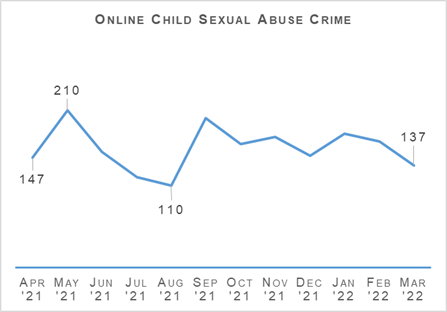 Online Child Sexual Abuse Crime
210
137
147
110
Apr May Jun Jul Aug Sep Oct Nov Dec Jan Feb Mar
'21 '21 '21 '21 '21 '21 '21 '21 '21 '22 '22 '22